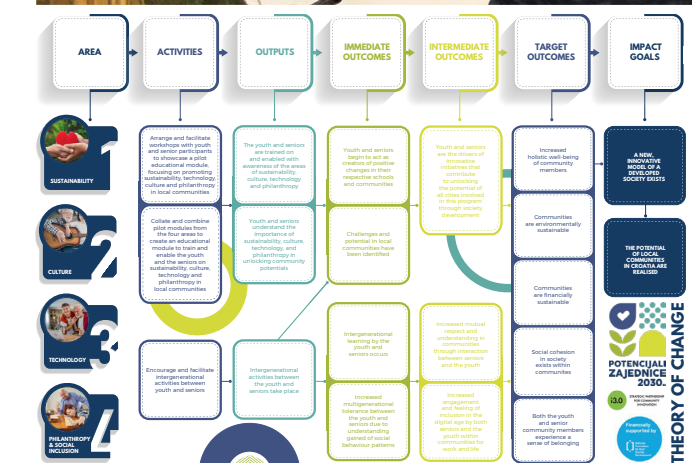 AREA
ACTIVITIES
OUTPUTS
IMMEDIATE
OUTCOMES
INTERMEDIATE
OUTCOMES
TARGET
OUTCOMES
IMPACT
GOALS
1
SUSTAINABILITY
2
CULTURE
3
TECHNOLOGY
4
PHILANTHROPY
& SOCIAL
INCLUSION
Arrange and facilitate
workshops with youth
and senior participants
to showcase a pilot
educational module,
focusing on promoting
sustainability, technology,
culture and philanthropy
in local communities
Collate and combine
pilot modules from
the four areas to
create an educational
module to train and
enable the youth
and the seniors on
sustainability, culture,
technology and
philanthropy in
local communities
Encourage and facilitate
intergenerational
activities between
youth and seniors
The youth and seniors
are trained on
and enabled with
awareness of the areas
of sustainability,
culture, technology
and philanthropy
Youth and seniors
understand the
importance of
sustainability, culture,
technology, and
philanthropy in
unlocking community
potentials
Intergenerational
activities between
the youth and
seniors take place
Youth and seniors
begin to act as
creators of positive
changes in their
respective schools
and communities
Challenges and
potential in local
communities have
been identified
Intergenerational
learning by the
youth and
seniors occurs
Increased
multigenerational
tolerance between
the youth and
seniors due to
understanding
gained of social
behaviour patterns
Youth and seniors
are the drivers of
innovative
initiatives that
contribute
to unlocking
the potential of
all cities involved
in this program
through society
development
Increased mutual
respect and
understanding in
communities
through interaction
between seniors
and the youth
Increased
engagement
and feeling of
inclusion in the
digital age by both
seniors and the
youth within
communities for
work and life
Increased
holistic well-being
of community
members
Communities
are environmentally
sustainable
Communities
are financially
sustainable
Social cohesion
in society
exists within
communities
Both the youth
and senior
community members
experience a
sense of belonging
A NEW,
INNOVATIVE
MODEL OF A
DEVELOPED
SOCIETY EXISTS
THE POTENTIAL
OF LOCAL
COMMUNITIES
IN CROATIA ARE
REALISED
POTENCIJALI
ZAJEDNICE
2030.
i3.0
STRATEGIC PARTNERSHIP
FOR COMMUNITY
INNOVATION
Financially
supported by
THEORY OF CHANGE